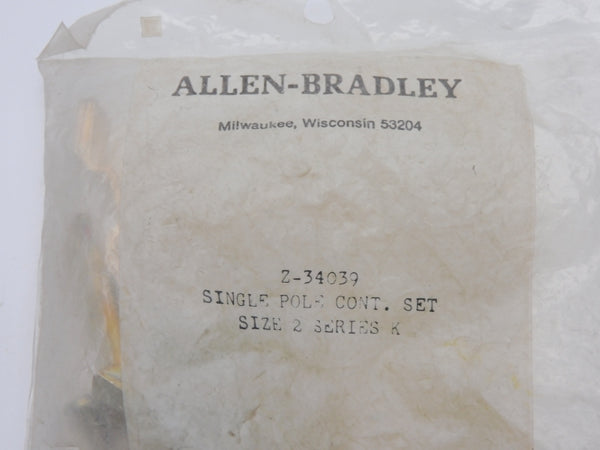 ALLEN-BRADLEY
Milwaukee, Wisconsin 53204
Z-34039
SINGLE POLE CONT. SET
SIZE 2 SERIES K